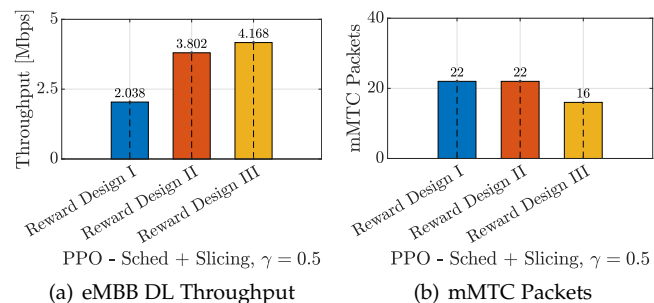 Throughput [Mbps]
5
2.5
0
2.038
3.802
4.168
Reward Design I
Reward Design II
Reward Design III
PPO - Sched + Slicing, γ = 0.5
(a) eMBB DL Throughput
mMTC Packets
40
20
0
22
22
16
Reward Design I
Reward Design II
Reward Design III
PPO - Sched + Slicing, γ = 0.5
(b) mMTC Packets